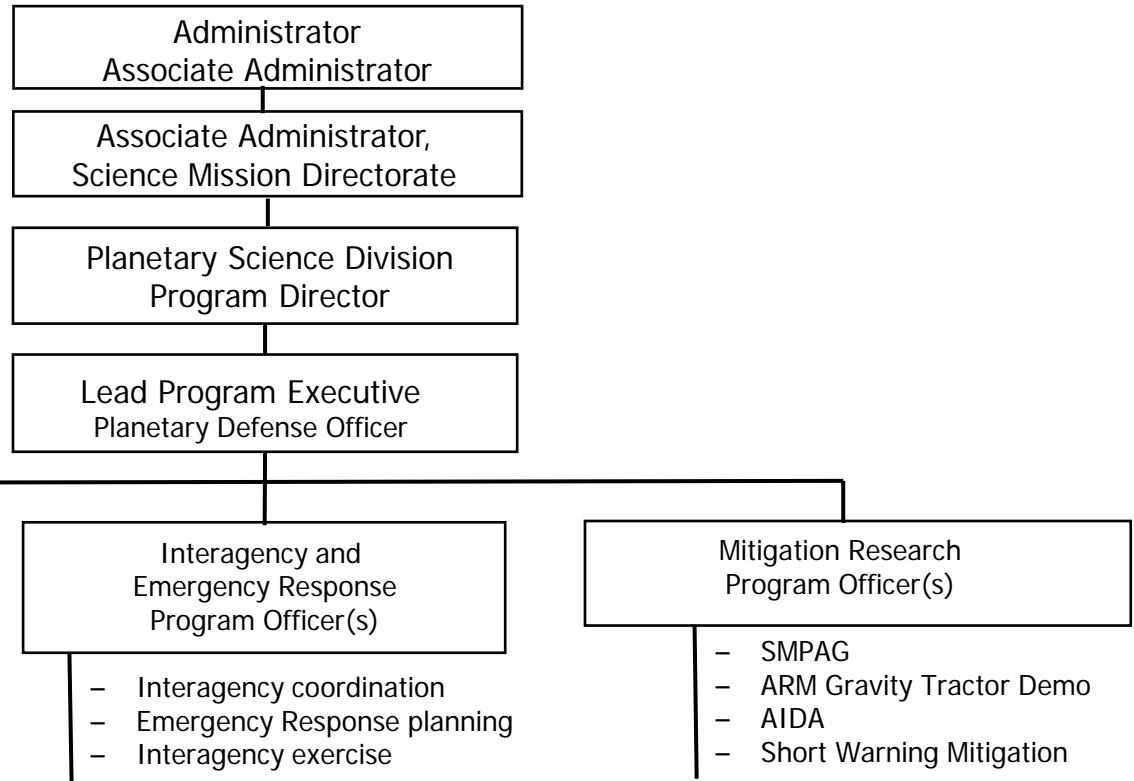 Administrator
Associate Administrator
Associate Administrator,
Science Mission Directorate
Planetary Science Division
Program Director
Lead Program Executive
Planetary Defense Officer
Interagency and
Emergency Response
Program Officer(s)
– Interagency coordination
– Emergency Response planning
– Interagency exercise
Mitigation Research
Program Officer(s)
– SMPAG
– ARM Gravity Tractor Demo
– AIDA
– Short Warning Mitigation